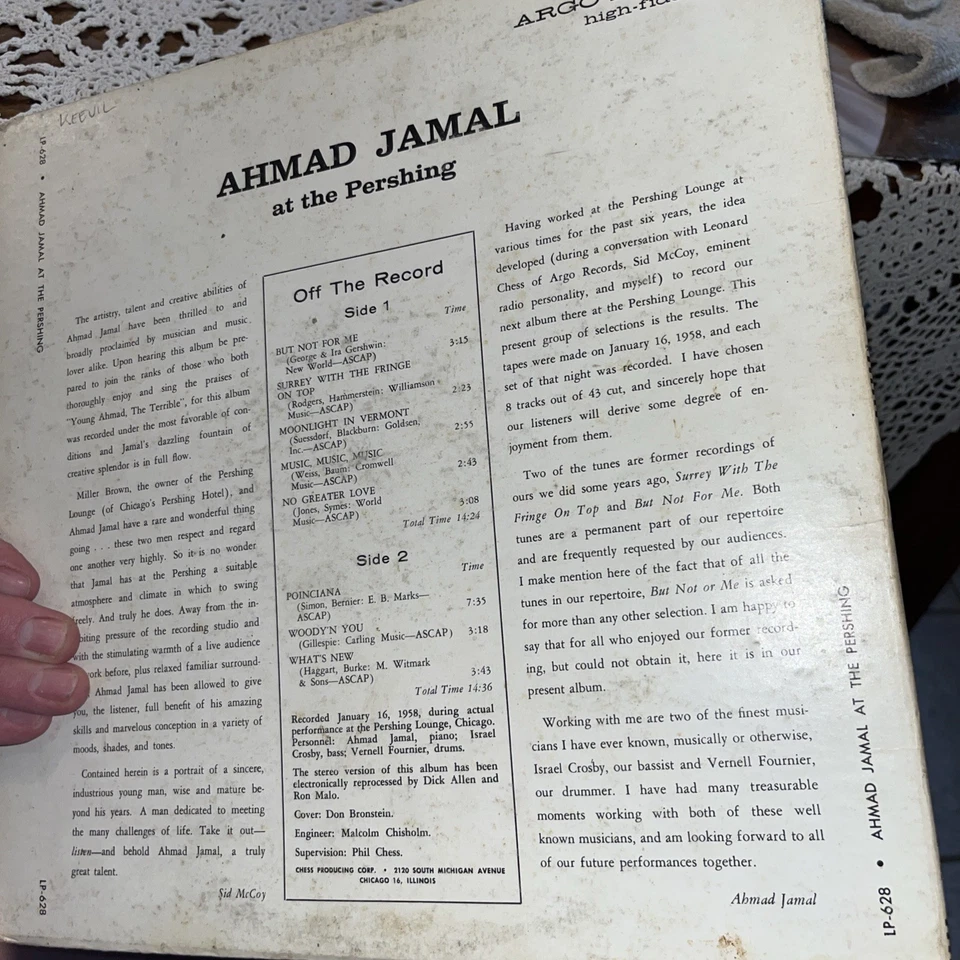 ARGO
high-fid
KEEVIL
AHMAD JAMAL
at the Pershing
LP-628 • AHMAD JAMAL AT THE PERSHING
LP-628
The artistry, talent and creative abilities of
Ahmad Jamal have been thrilled to and
broadly proclaimed by musician and music
lover alike. Upon hearing this album be pre-
pared to join the ranks of those who both
thoroughly enjoy and sing the praises of
"Young Ahmad, The Terrible", for this album
was recorded under the most favorable of con-
ditions and Jamal's dazzling fountain of
creative splendor is in full flow.
Miller Brown, the owner of the Pershing
Lounge (of Chicago's Pershing Hotel), and
Ahmad Jamal have a rare and wonderful thing
going . . . these two men respect and regard
one another very highly. So it is no wonder
that Jamal has at the Pershing a suitable
atmosphere and climate in which to swing
freely. And truly he does. Away from the in-
biting pressure of the recording studio and
with the stimulating warmth of a live audience
ork before, plus relaxed familiar surround-
Ahmad Jamal has been allowed to give
you, the listener, full benefit of his amazing
skills and marvelous conception in a variety of
moods, shades, and tones.
Contained herein is a portrait of a sincere,
industrious young man, wise and mature be-
yond his years. A man dedicated to meeting
the many challenges of life. Take it out—
listen—and behold Ahmad Jamal, a truly
great talent.
Sid McCoy
Off The Record
Side 1
Time
BUT NOT FOR ME 3:15
(George & Ira Gershwin:
New World—ASCAP)
SURREY WITH THE FRINGE
ON TOP 2:23
(Rodgers, Hammerstein: Williamson
Music—ASCAP)
MOONLIGHT IN VERMONT 2:55
(Suessdorf, Blackburn: Goldsen,
Inc.—ASCAP)
MUSIC, MUSIC, MUSIC 2:43
(Weiss, Baum: Cromwell
Music—ASCAP)
NO GREATER LOVE 3:08
(Jones, Symes: World
Music—ASCAP)
Total Time 14:24
Side 2
Time
POINCIANA 7:35
(Simon, Bernier: E. B. Marks—
ASCAP)
WOODY'N YOU 3:18
(Gillespie: Carling Music—ASCAP)
WHAT'S NEW
(Haggart, Burke: M. Witmark
& Sons—ASCAP) 3:43
Total Time 14:36
Recorded January 16, 1958, during actual
performance at the Pershing Lounge, Chicago.
Personnel: Ahmad Jamal, piano; Israel
Crosby, bass; Vernell Fournier, drums.
The stereo version of this album has been
electronically reprocessed by Dick Allen and
Ron Malo.
Cover: Don Bronstein.
Engineer: Malcolm Chisholm.
Supervision: Phil Chess.
CHESS PRODUCING CORP. • 2120 SOUTH MICHIGAN AVENUE
CHICAGO 16, ILLINOIS
Having worked at the Pershing Lounge at
various times for the past six years, the idea
developed (during a conversation with Leonard
Chess of Argo Records, Sid McCoy, eminent
radio personality, and myself) to record our
next album there at the Pershing Lounge. This
present group of selections is the results. The
tapes were made on January 16, 1958, and each
set of that night was recorded. I have chosen
8 tracks out of 43 cut, and sincerely hope that
our listeners will derive some degree of en-
joyment from them.
Two of the tunes are former recordings of
ours we did some years ago, Surrey With The
Fringe On Top and But Not For Me. Both
tunes are a permanent part of our repertoire
and are frequently requested by our audiences.
I make mention here of the fact that of all the
tunes in our repertoire, But Not or Me is asked
for more than any other selection. I am happy to
say that for all who enjoyed our former record-
ing, but could not obtain it, here it is in our
present album.
Working with me are two of the finest musi-
cians I have ever known, musically or otherwise,
Israel Crosby, our bassist and Vernell Fournier,
our drummer. I have had many treasurable
moments working with both of these well
known musicians, and am looking forward to all
of our future performances together.
Ahmad Jamal
LP-628 • AHMAD JAMAL AT THE PERSHING